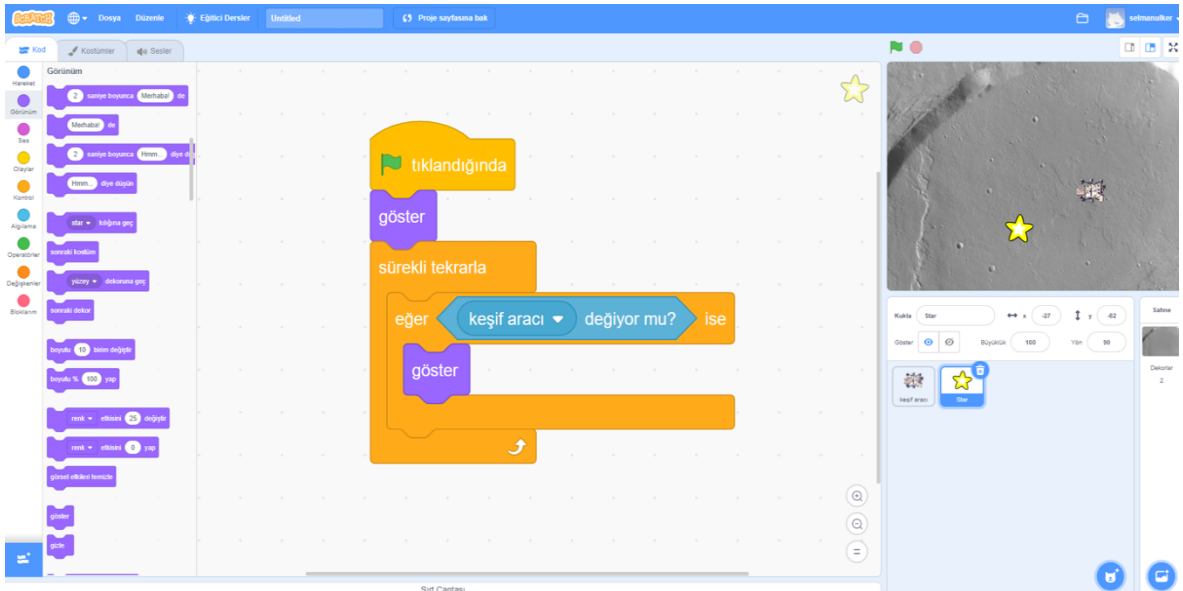 SCRATCH
Dosya
Düzenle
Eğitici Dersler
Untitled
Proje sayfasına bak
selmanulker
Kod
Kostümler
Sesler
Hareket
Görünüm
Ses
Olaylar
Kontrol
Algılama
Operatörler
Değişkenler
Bloklarım
Görünüm
2 saniye boyunca Merhaba! de
Merhaba! de
2 saniye boyunca Hmm... diye dü
Hmm... diye düşün
star kılığına geç
sonraki kostüm
yüzey dekoruna geç
sonraki dekor
boyutu 10 birim değiştir
boyutu % 100 yap
renk etkisini 25 değiştir
renk etkisini 0 yap
görsel etkileri temizle
göster
gizle
tıklandığında
göster
sürekli tekrarla
eğer keşif aracı değiyor mu? ise
göster
Sırt Çantası
Kukla Star x -27 y -82
Göster Büyüklük 100 Yön 90
keşif aracı
Star
Sahne
Dekorlar
2